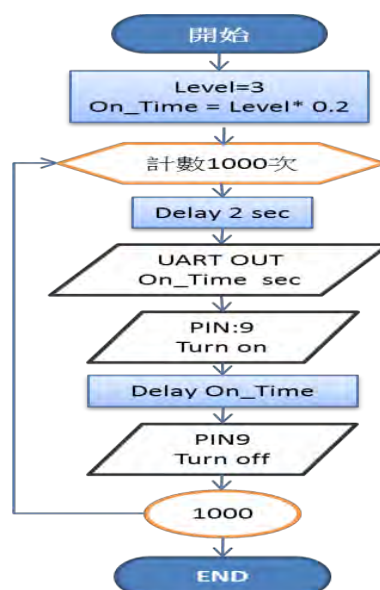 開始
Level=3
On_Time = Level* 0.2
計數1000次
Delay 2 sec
UART OUT
On_Time sec
PIN:9
Turn on
Delay On_Time
PIN9
Turn off
1000
END